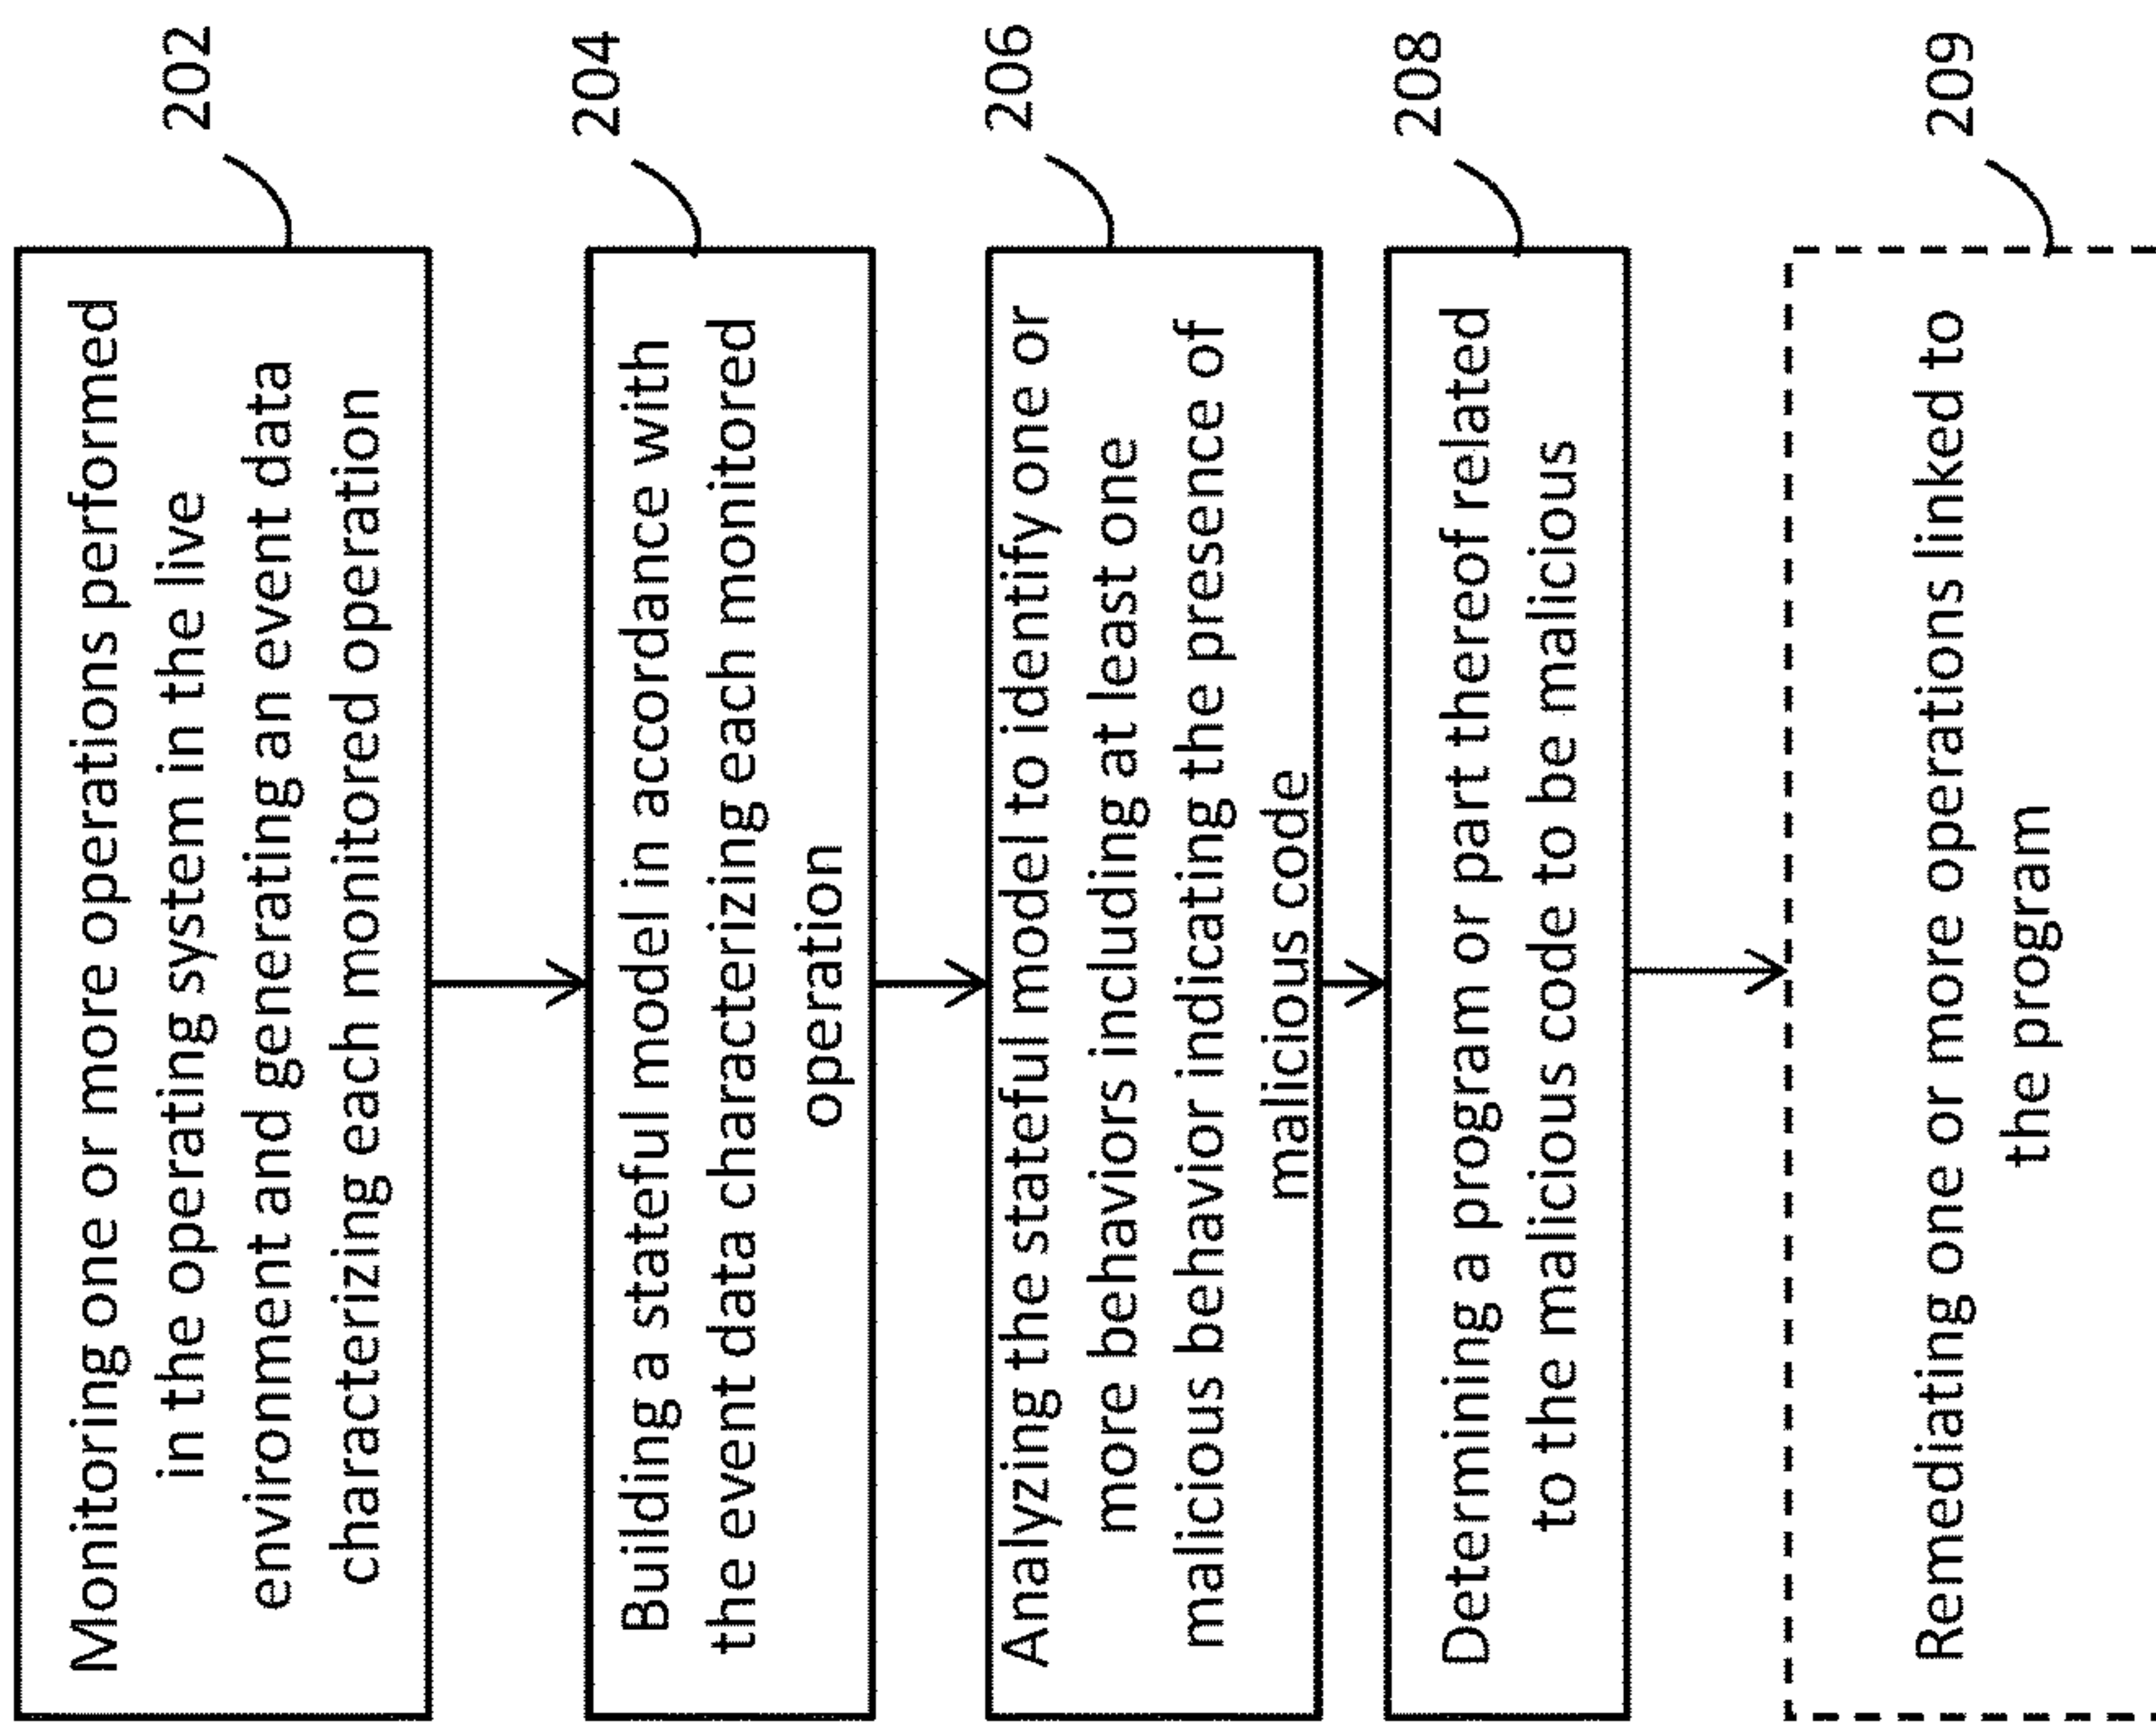 Monitoring one or more operations performed
in the operating system in the live
environment and generating an event data
characterizing each monitored operation
202
Building a stateful model in accordance with
the event data characterizing each monitored
operation
204
Analyzing the stateful model to identify one or
more behaviors including at least one
malicious behavior indicating the presence of
malicious code
206
Determining a program or part thereof related
to the malicious code to be malicious
208
Remediating one or more operations linked to
the program
209